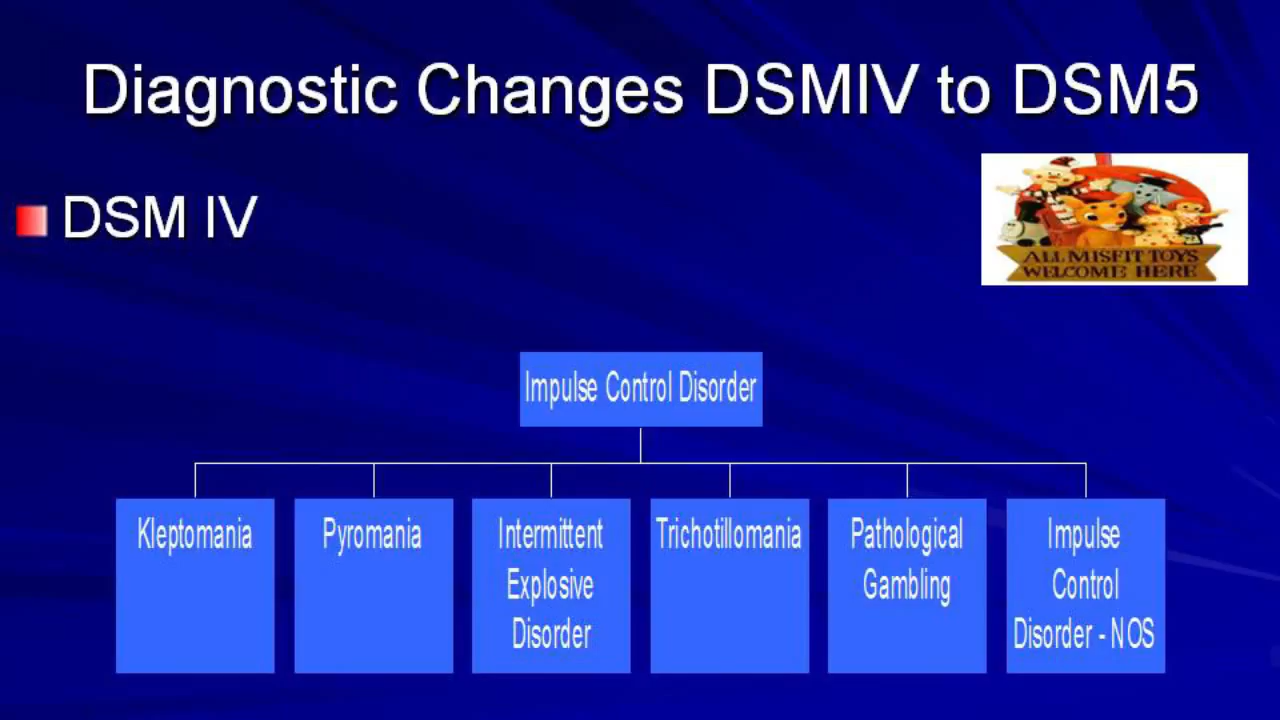 Diagnostic Changes DSMIV to DSM5
DSM IV
ALL MISFIT TOYS
WELCOME HERE
Impulse Control Disorder
Kleptomania
Pyromania
Intermittent
Explosive
Disorder
Trichotillomania
Pathological
Gambling
Impulse
Control
Disorder - NOS